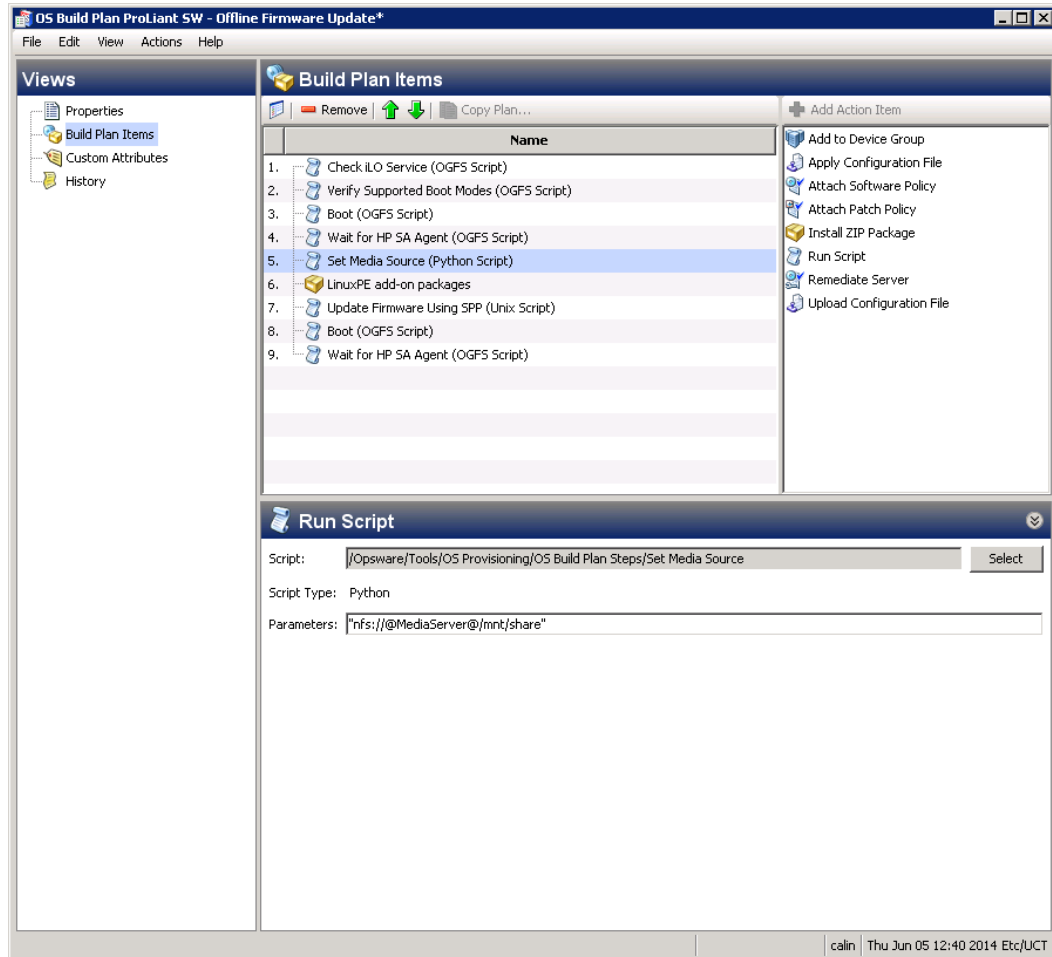 OS Build Plan ProLiant SW - Offline Firmware Update*
File Edit View Actions Help
Views
Properties
Build Plan Items
Custom Attributes
History
Build Plan Items
Remove Copy Plan...
Name
1. Check iLO Service (OGFS Script)
2. Verify Supported Boot Modes (OGFS Script)
3. Boot (OGFS Script)
4. Wait for HP SA Agent (OGFS Script)
5. Set Media Source (Python Script)
6. LinuxPE add-on packages
7. Update Firmware Using SPP (Unix Script)
8. Boot (OGFS Script)
9. Wait for HP SA Agent (OGFS Script)
Add Action Item
Add to Device Group
Apply Configuration File
Attach Software Policy
Attach Patch Policy
Install ZIP Package
Run Script
Remediate Server
Upload Configuration File
Run Script
Script: /Opsware/Tools/OS Provisioning/OS Build Plan Steps/Set Media Source Select
Script Type: Python
Parameters: "nfs://@MediaServer@/mnt/share"
calin Thu Jun 05 12:40 2014 Etc/UCT